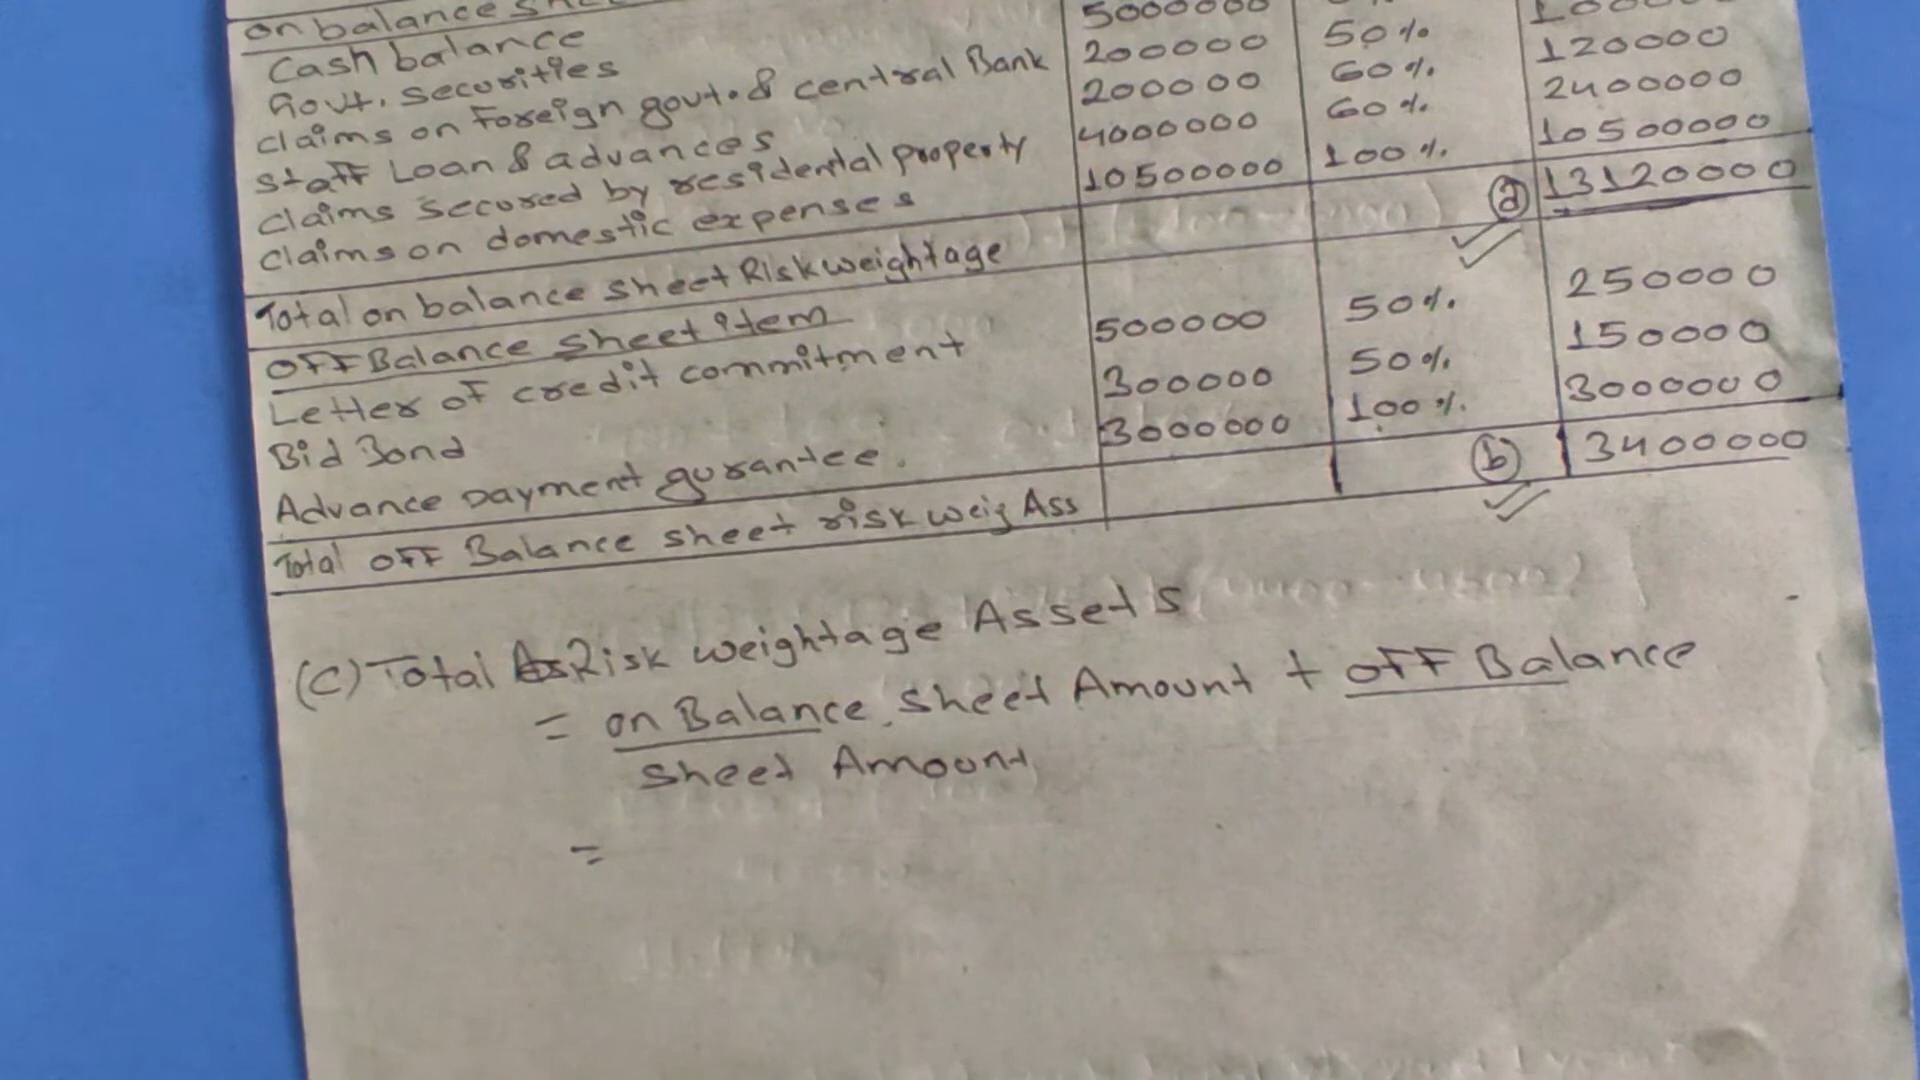 on balance
cash balance 5000000
Govt. securities 200000 50% 120000
claims on Foreign govt. & central Bank 200000 60% 2400000
staff Loan & advances 4000000 60% 10500000
claims secured by residental property 10500000 100% (a) 13120000
claims on domestic expenses
Total on balance sheet Risk weightage
OFF Balance sheet item
Letter of credit commitment 500000 50% 250000
Bid Bond 300000 50% 150000
Advance payment gurantee. 3000000 100% 3000000
Total OFF Balance sheet risk weig Ass (b) 3400000
(C) Total Risk weightage Assets
= on Balance sheet Amount + OFF Balance
sheet Amount
=